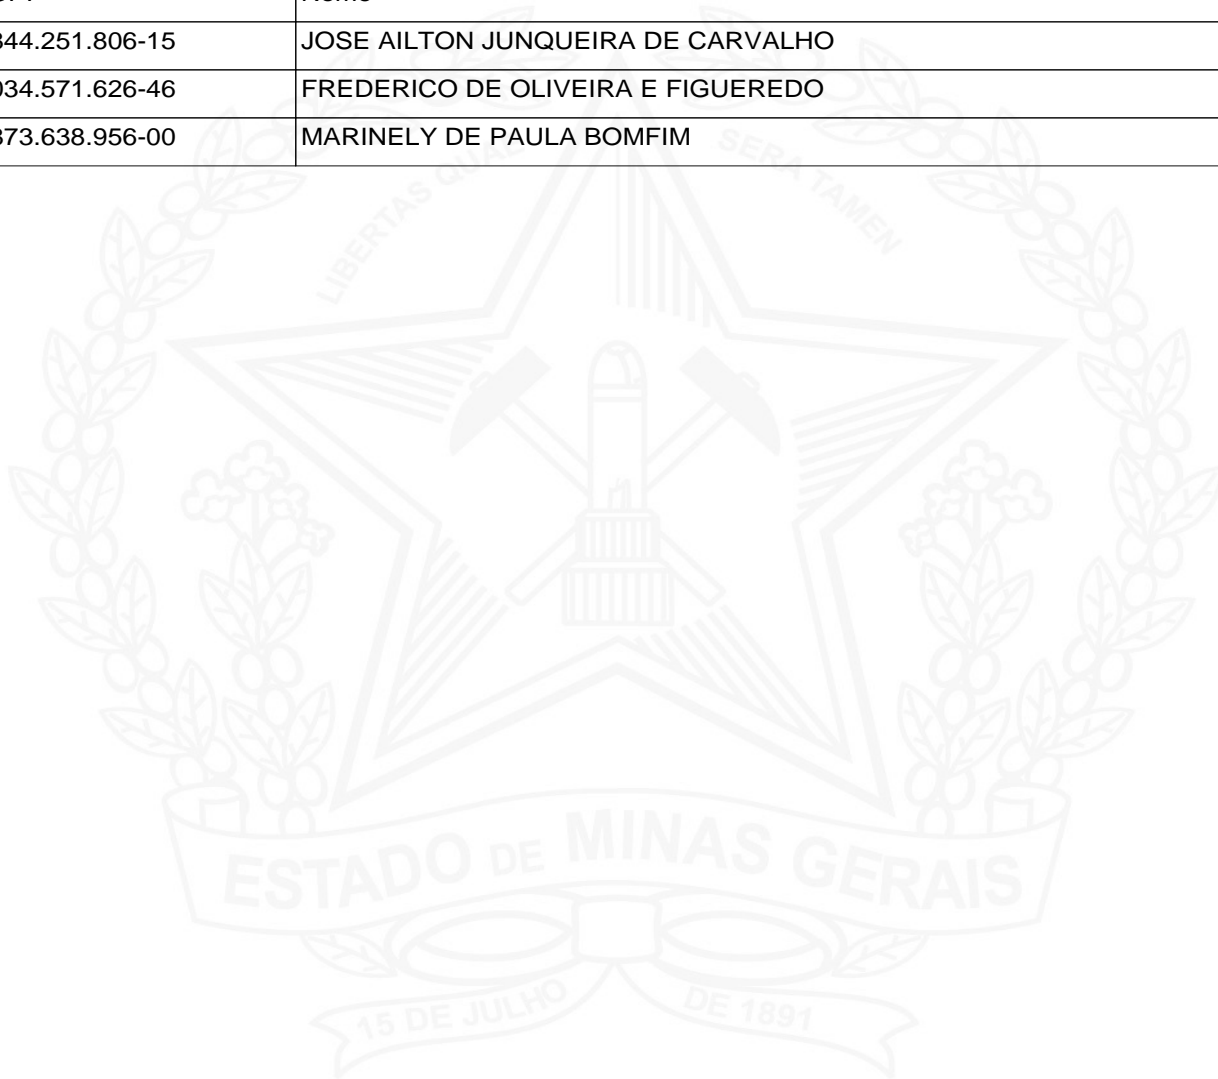 Nome
44.251.806-15 JOSE AILTON JUNQUEIRA DE CARVALHO
34.571.626-46 FREDERICO DE OLIVEIRA E FIGUEREDO
73.638.956-00 MARINELY DE PAULA BOMFIM
LIBERTAS QUAE SERA TAMEN
ESTADO DE MINAS GERAIS
15 DE JULHO DE 1891